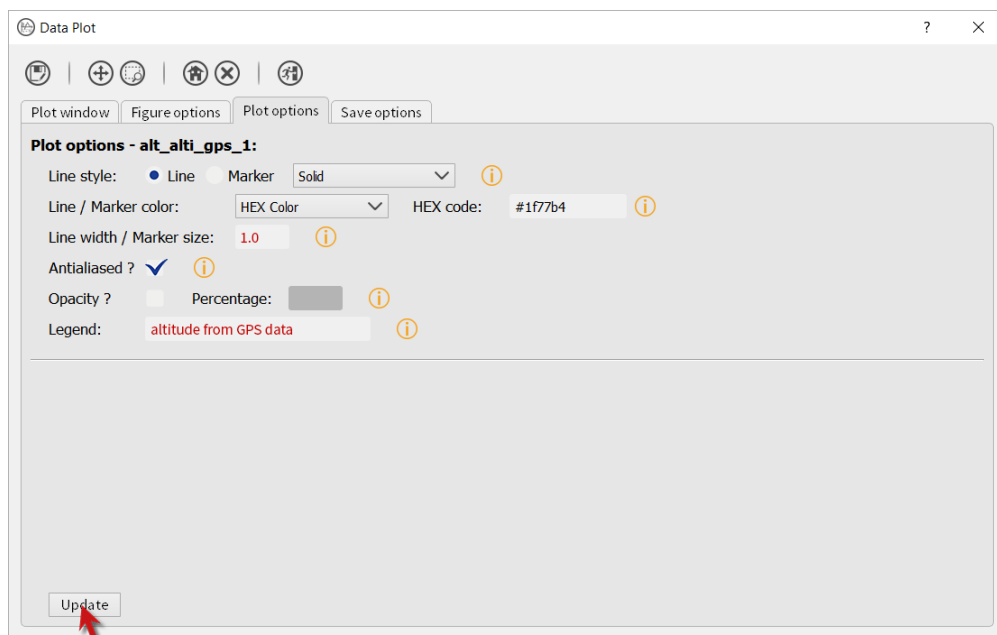 Data Plot ?
Plot window Figure options Plot options Save options
Plot options - alt_alti_gps_1:
Line style: Line Marker Solid
Line / Marker color: HEX Color HEX code: #1f77b4
Line width / Marker size: 1.0
Antialiased ?
Opacity ? Percentage:
Legend: altitude from GPS data
Update